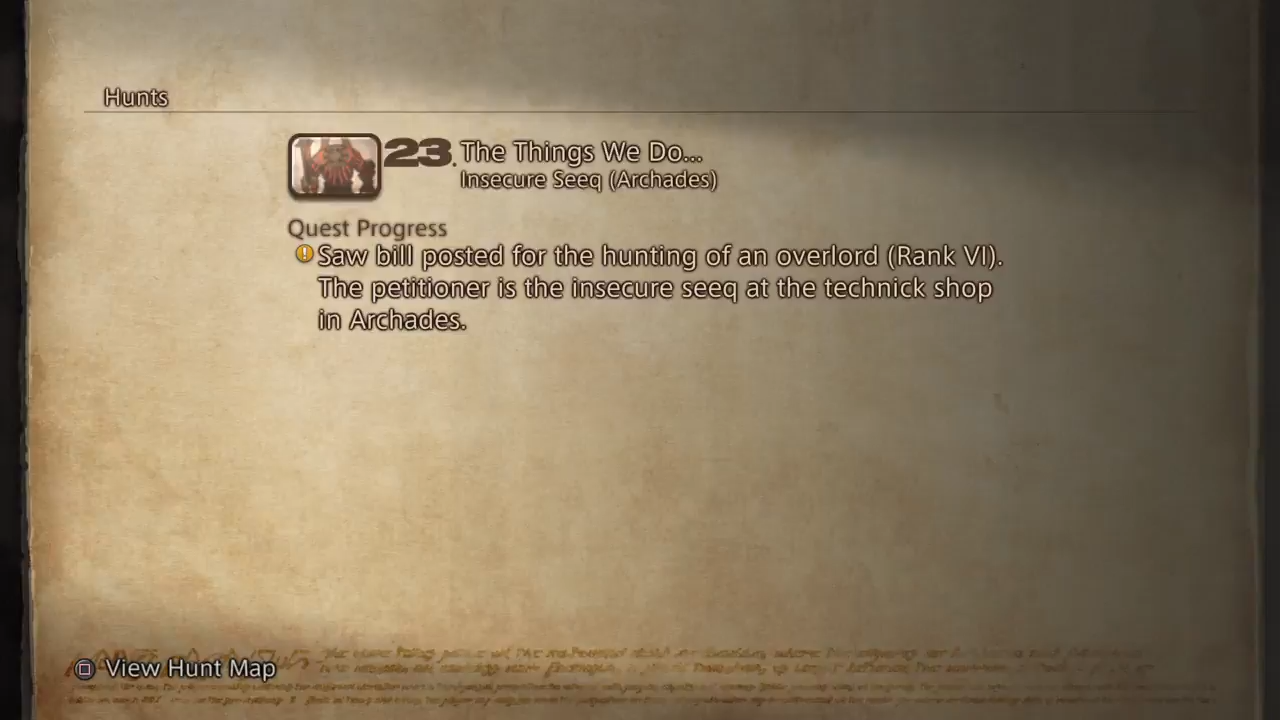 Hunts
23. The Things We Do...
Insecure Seeq (Archades)
Quest Progress
Saw bill posted for the hunting of an overlord (Rank VI).
The petitioner is the insecure seeq at the technick shop
in Archades.
View Hunt Map